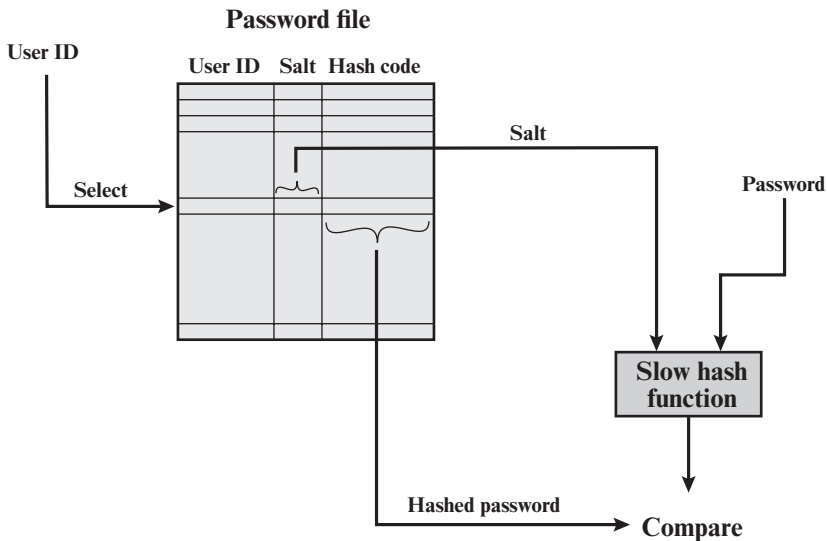 Password file
User ID
User ID Salt Hash code
Salt
Select
Password
Slow hash
function
Hashed password
Compare